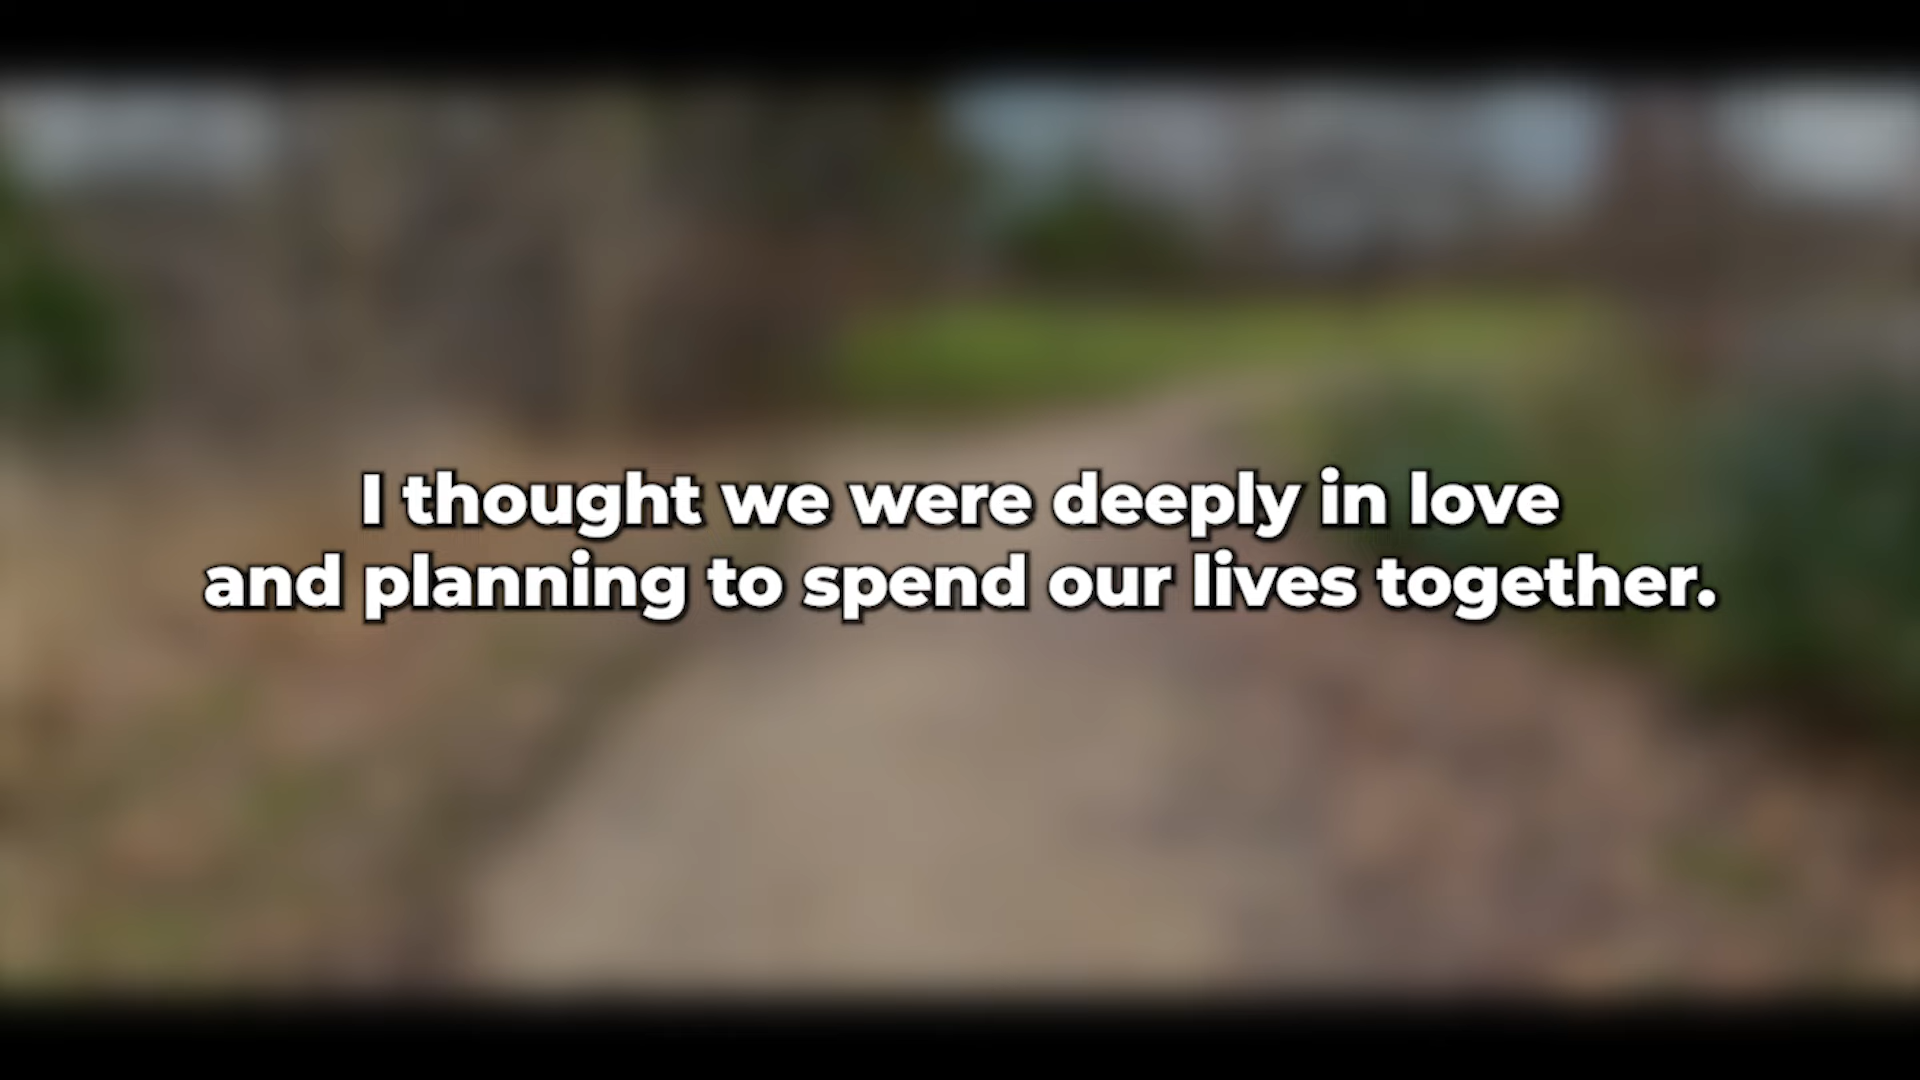 I thought we were deeply in love
and planning to spend our lives together.